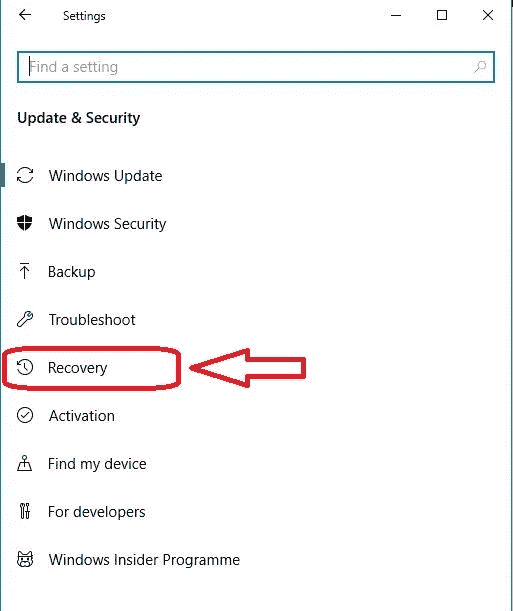 Settings
Find a setting
Update & Security
Windows Update
Windows Security
Backup
Troubleshoot
Recovery
Activation
Find my device
For developers
Windows Insider Programme